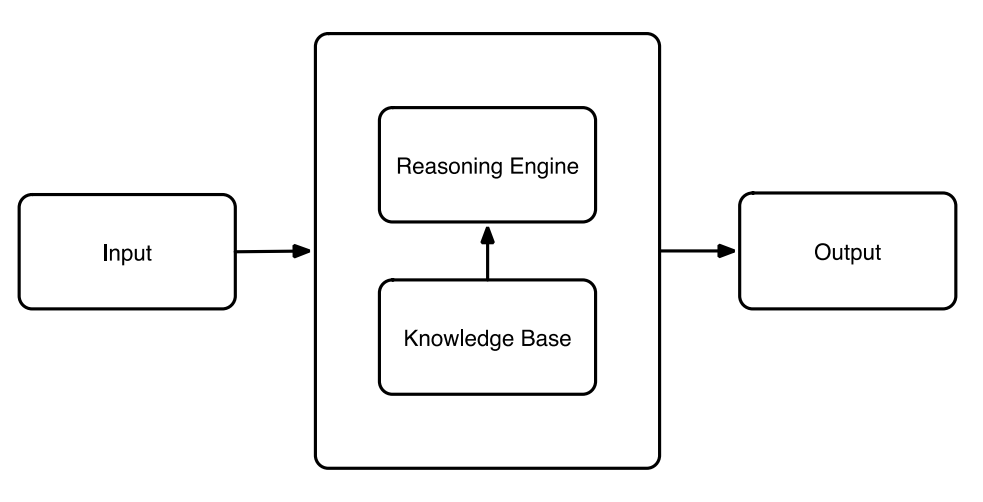 Reasoning Engine
Input
Output
Knowledge Base